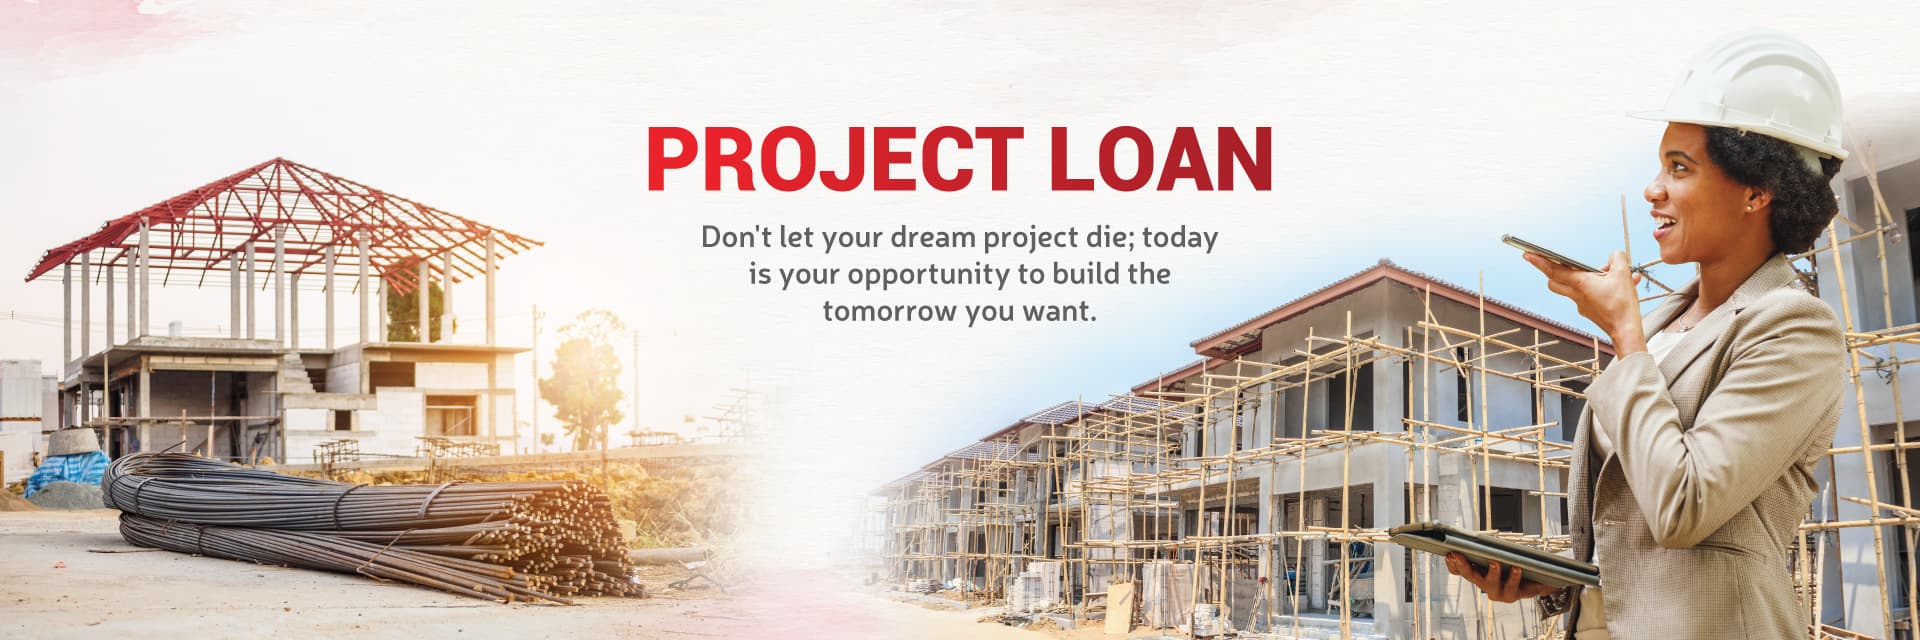 PROJECT LOAN
Don't let your dream project die; today
is your opportunity to build the
tomorrow you want.